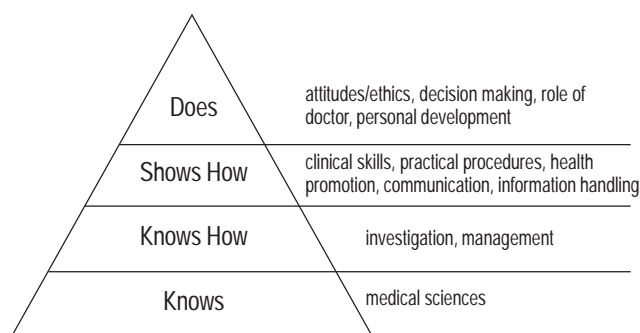 Does
attitudes/ethics, decision making, role of
doctor, personal development
Shows How
clinical skills, practical procedures, health
promotion, communication, information handling
Knows How
investigation, management
Knows
medical sciences